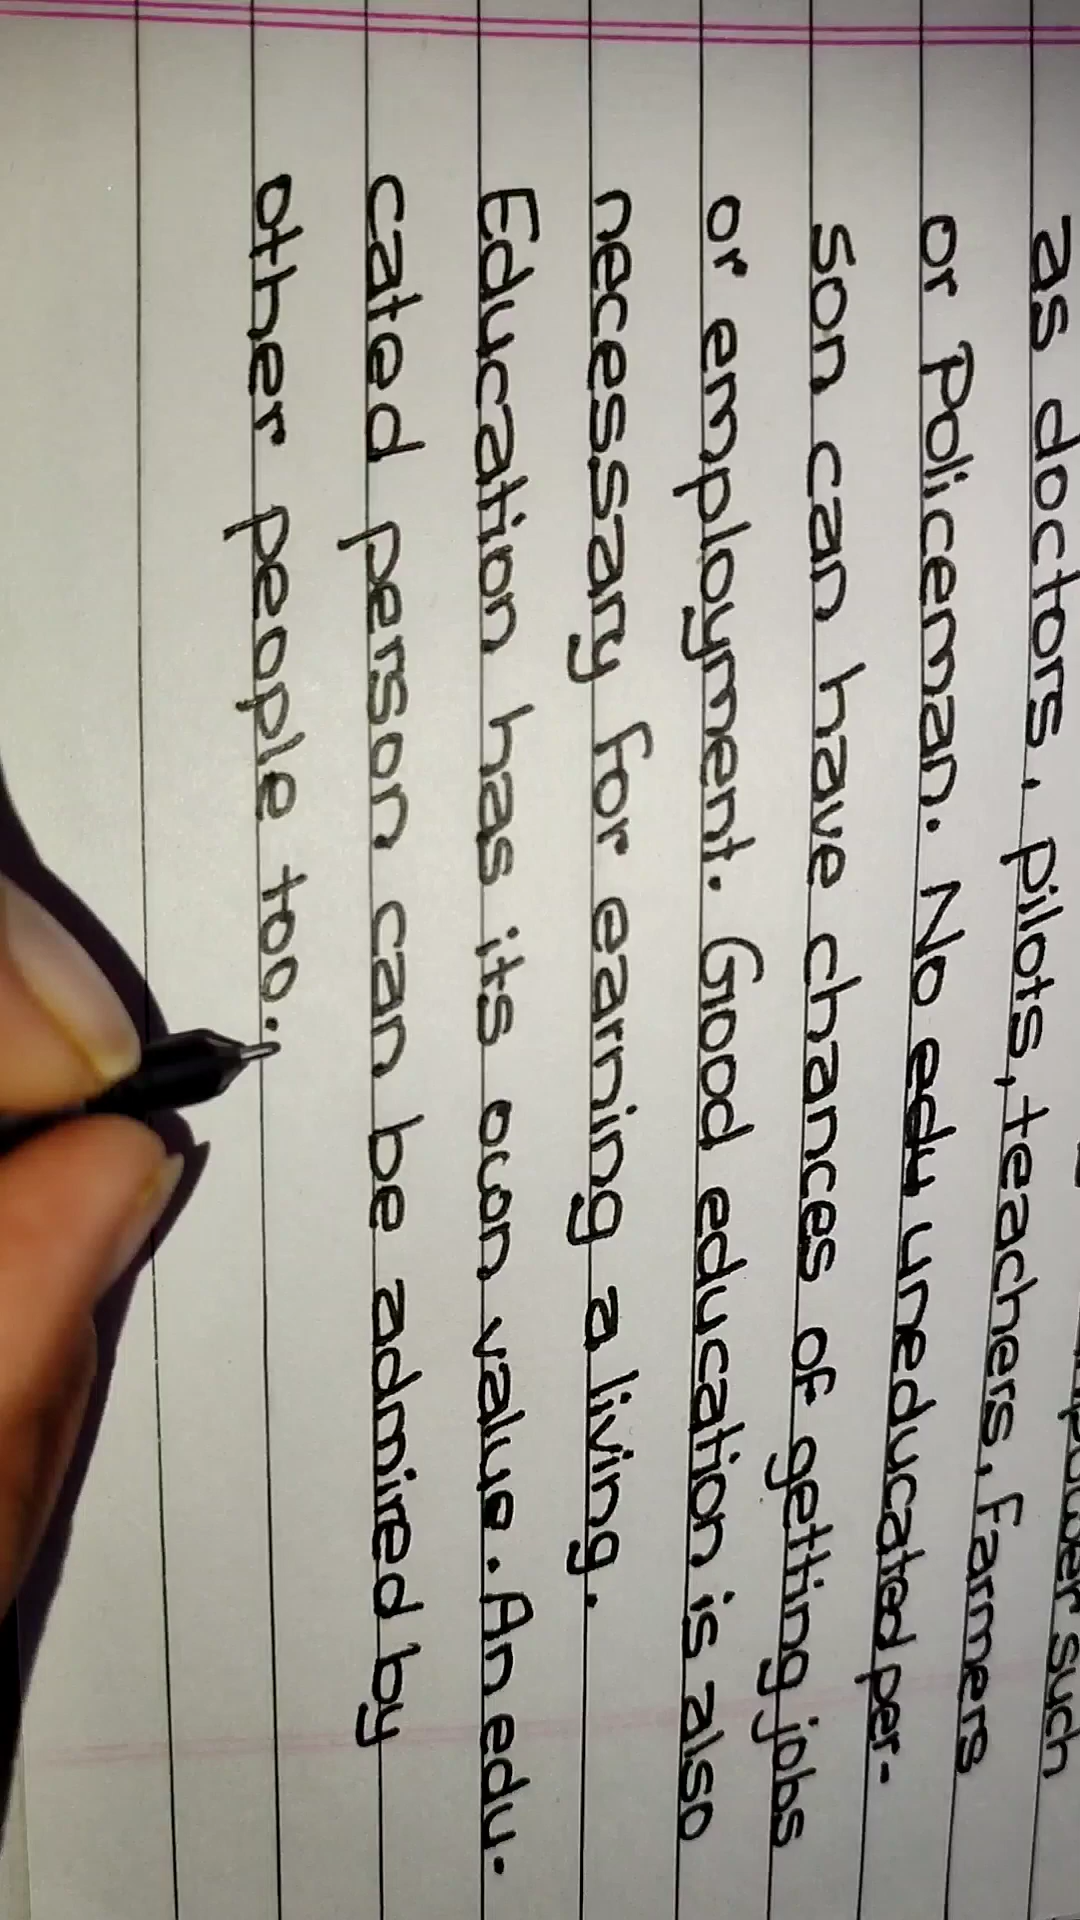 power such
as doctors, pilots, teachers, farmers
or Policeman. No edu uneducated per-
son can have chances of getting jobs
or employment. Good education is also
necessary for earning a living.
Education has its own value. An edu-
cated person can be admired by
other people too..